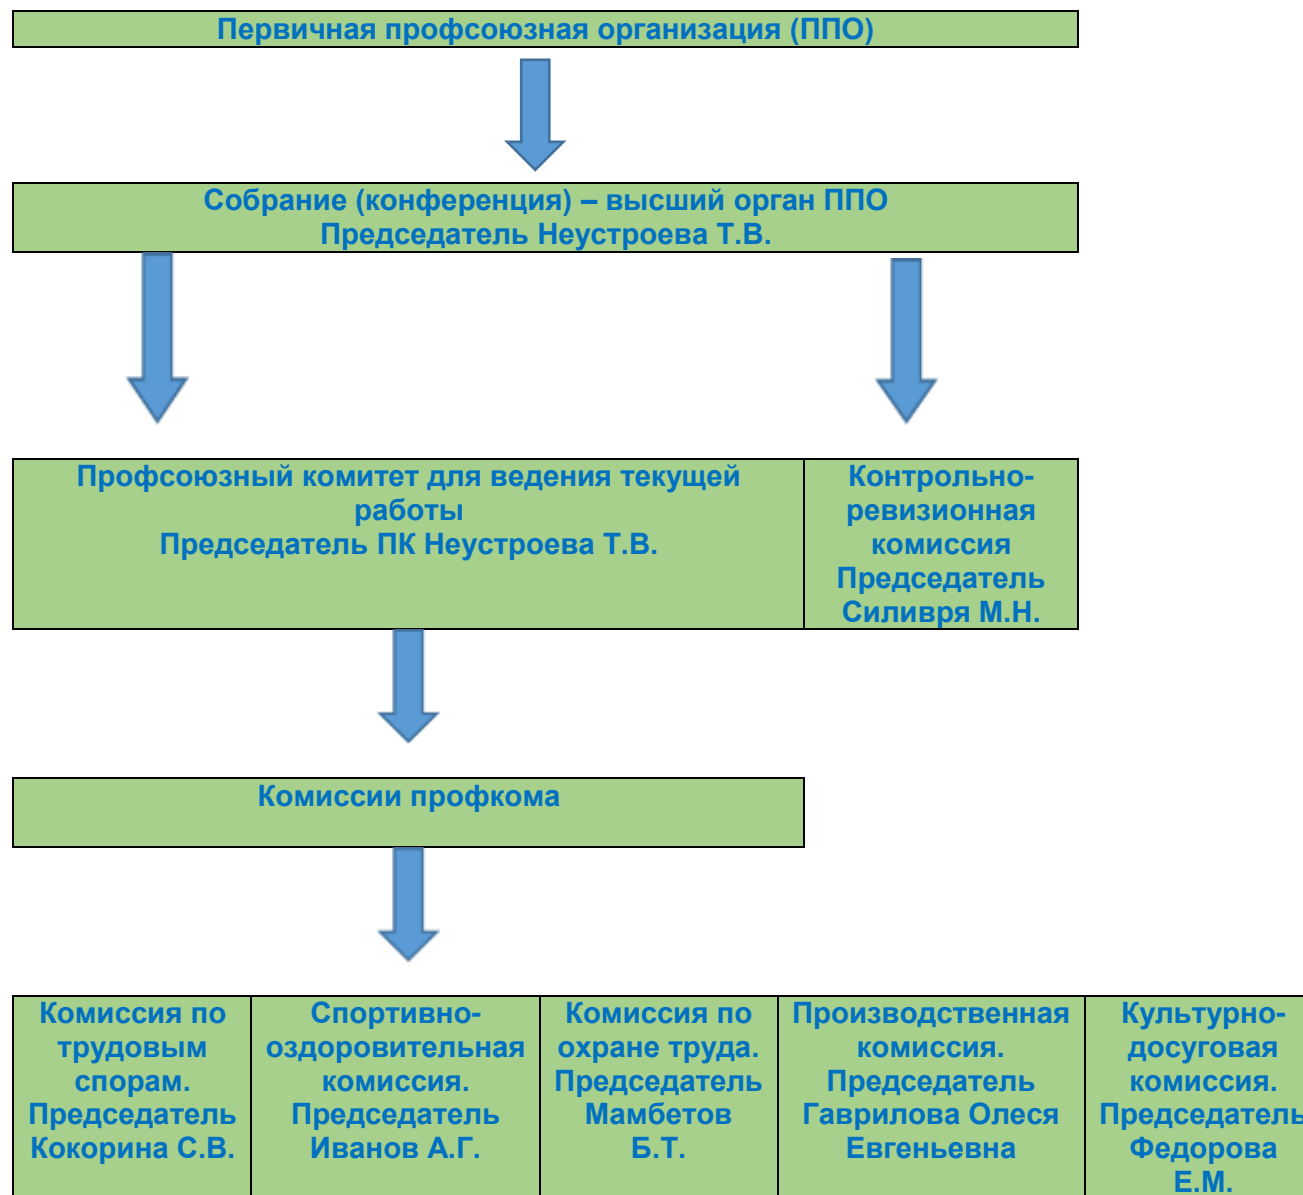 Первичная профсоюзная организация (ППО)
Собрание (конференция) – высший орган ППО
Председатель Неустроева Т.В.
Профсоюзный комитет для ведения текущей
работы
Председатель ПК Неустроева Т.В.
Контрольно-
ревизионная
комиссия
Председатель
Силивря М.Н.
Комиссии профкома
Комиссия по
трудовым
спорам.
Председатель
Кокорина С.В.
Спортивно-
оздоровительная
комиссия.
Председатель
Иванов А.Г.
Комиссия по
охране труда.
Председатель
Мамбетов
Б.Т.
Производственная
комиссия.
Председатель
Гаврилова Олеся
Евгеньевна
Культурно-
досуговая
комиссия.
Председатель
Федорова
Е.М.